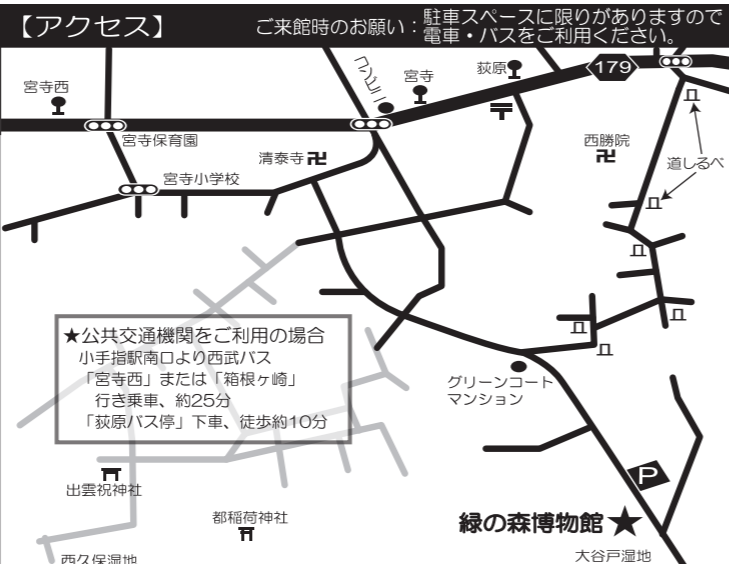 【アクセス】
ご来館時のお願い：駐車スペースに限りがありますので
電車・バスをご利用ください。
宮寺西
コンビニ
宮寺
荻原
179
宮寺保育園
清泰寺
西勝院
道しるべ
宮寺小学校
★公共交通機関をご利用の場合
小手指駅南口より西武バス
「宮寺西」または「箱根ヶ崎」
行き乗車、約25分
「荻原バス停」下車、徒歩約10分
グリーンコート
マンション
P
出雲祝神社
都稲荷神社
緑の森博物館★
西久保湿地
大谷戸湿地